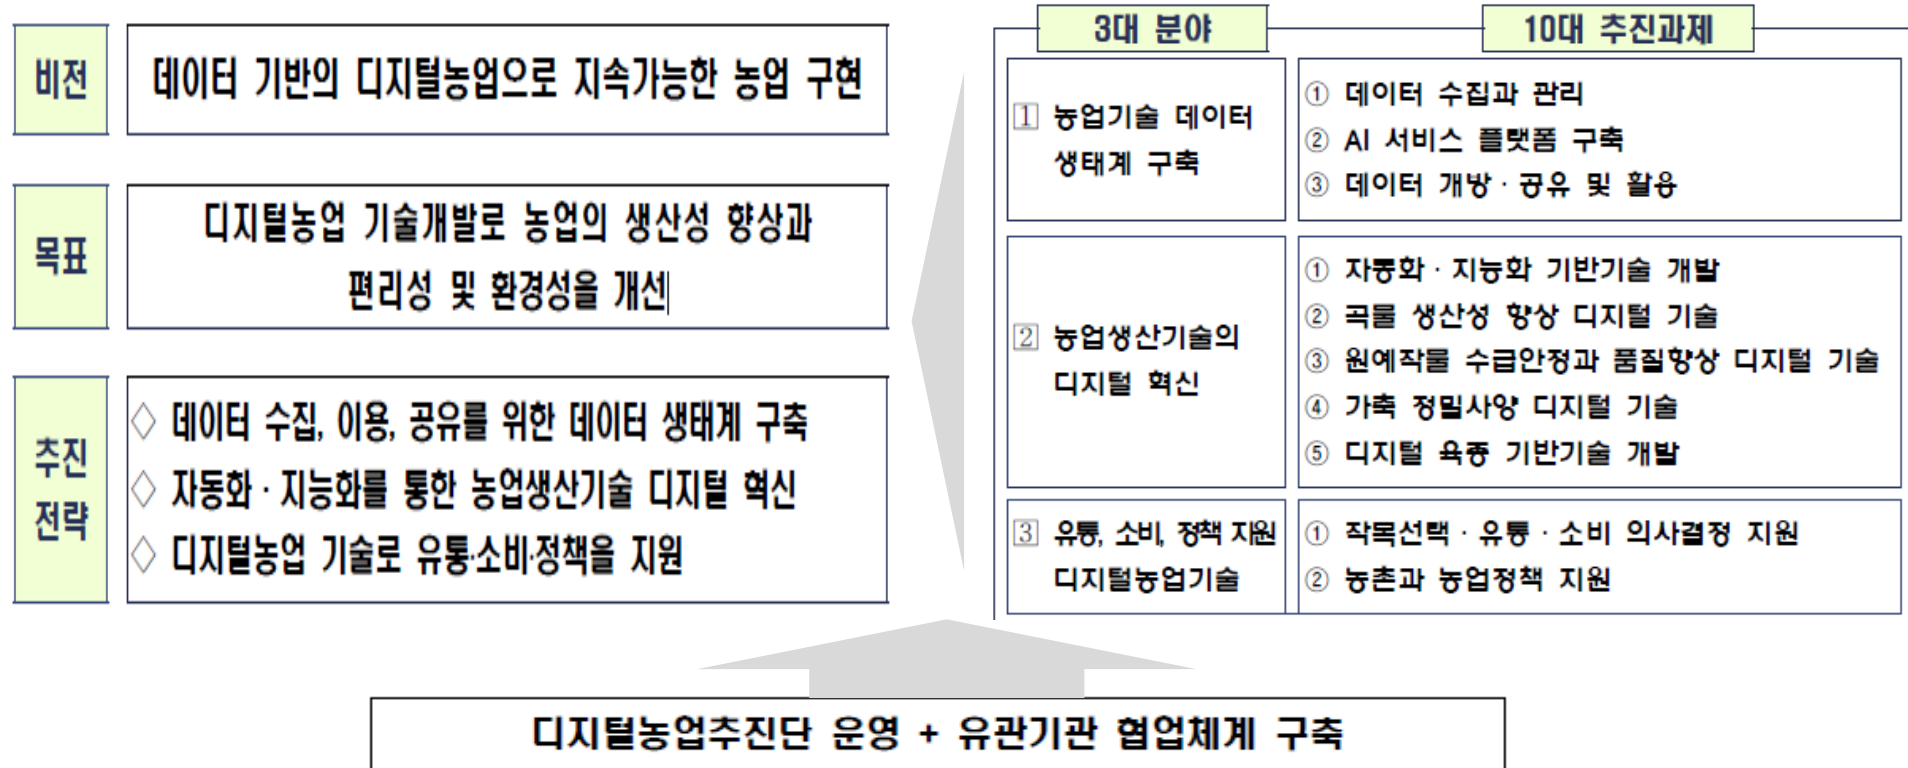 비전
데이터 기반의 디지털농업으로 지속가능한 농업 구현
목표
디지털농업 기술개발로 농업의 생산성 향상과
편리성 및 환경성을 개선
추진
전략
◇ 데이터 수집, 이용, 공유를 위한 데이터 생태계 구축
◇ 자동화·지능화를 통한 농업생산기술 디지털 혁신
◇ 디지털농업 기술로 유통·소비·정책을 지원
3대 분야
10대 추진과제
1 농업기술 데이터
생태계 구축
① 데이터 수집과 관리
② AI 서비스 플랫폼 구축
③ 데이터 개방·공유 및 활용
2 농업생산기술의
디지털 혁신
① 자동화·지능화 기반기술 개발
② 곡물 생산성 향상 디지털 기술
③ 원예작물 수급안정과 품질향상 디지털 기술
④ 가축 정밀사양 디지털 기술
⑤ 디지털 육종 기반기술 개발
3 유통, 소비, 정책 지원
디지털농업기술
① 작목선택·유통·소비 의사결정 지원
② 농촌과 농업정책 지원
디지털농업추진단 운영 + 유관기관 협업체계 구축